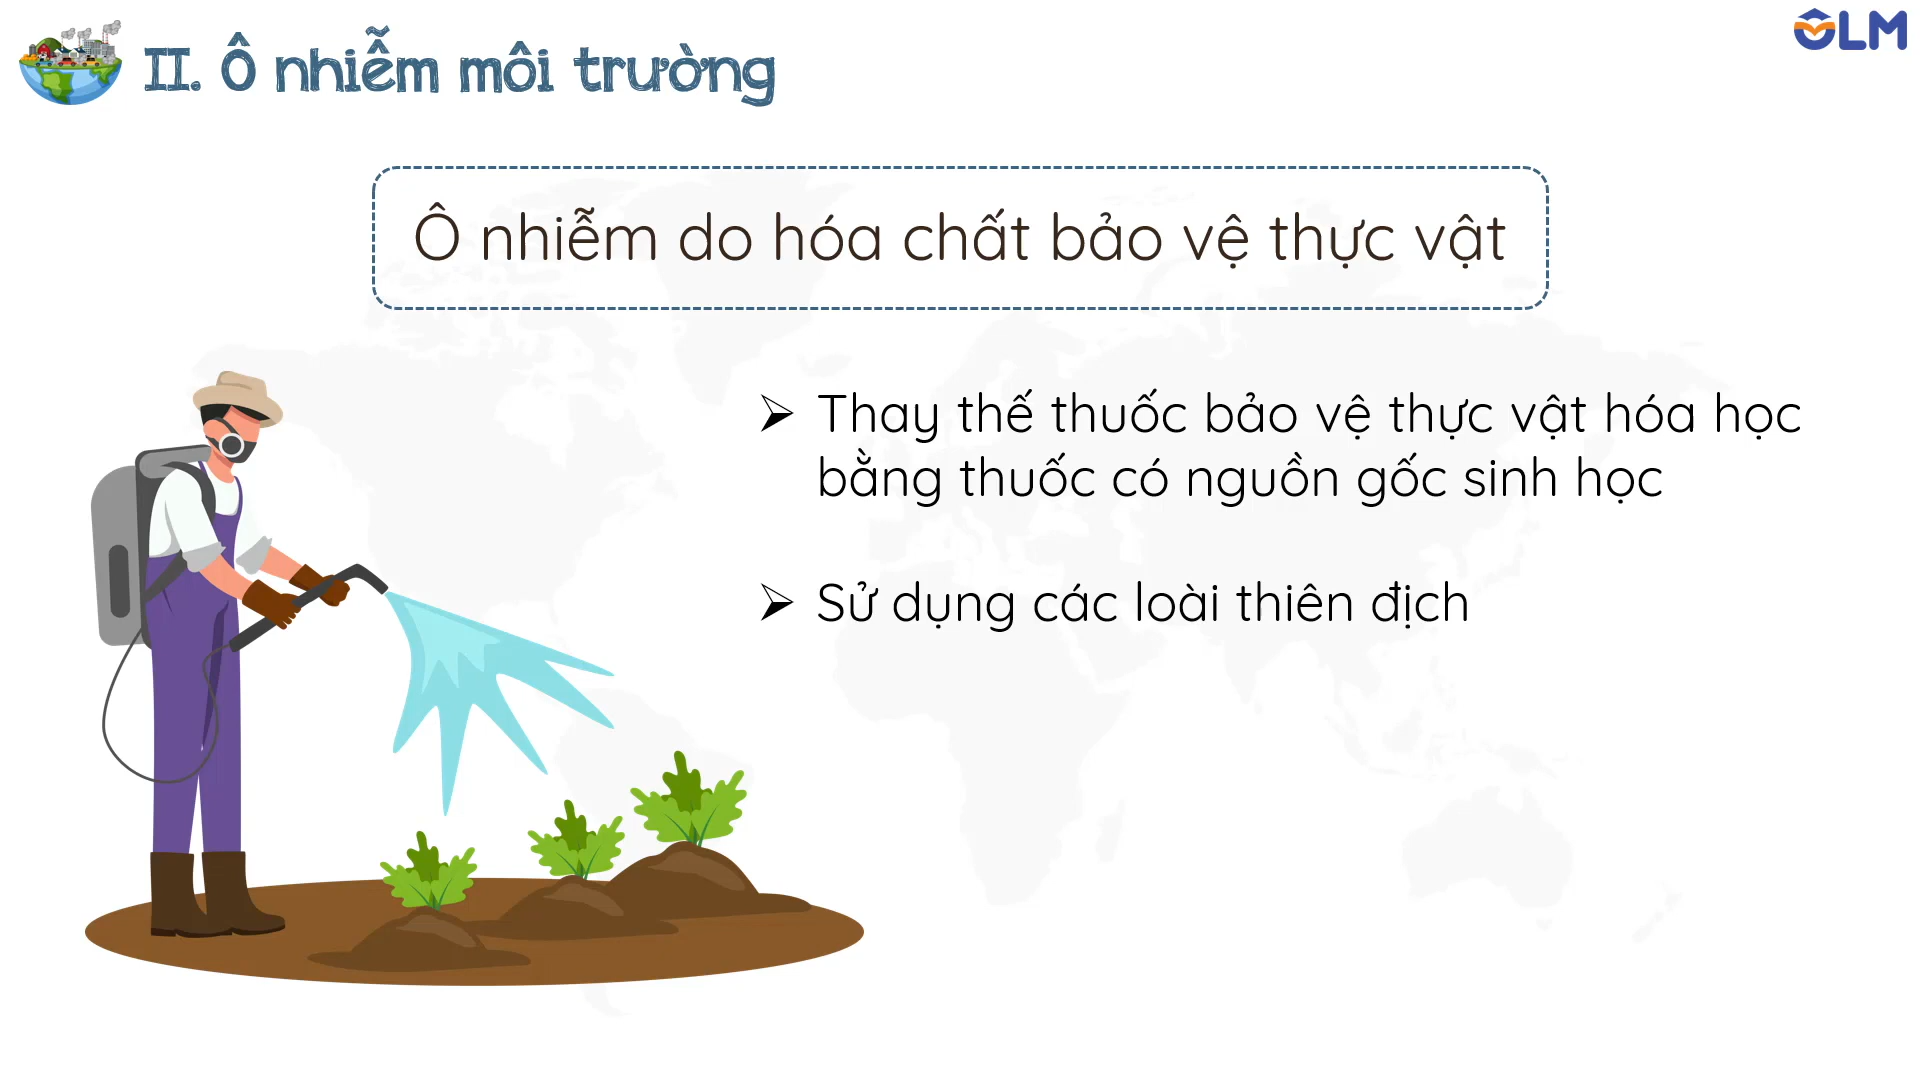 OLM
II. Ô nhiễm môi trường
Ô nhiễm do hóa chất bảo vệ thực vật
➢ Thay thế thuốc bảo vệ thực vật hóa học
bằng thuốc có nguồn gốc sinh học
➢ Sử dụng các loài thiên địch